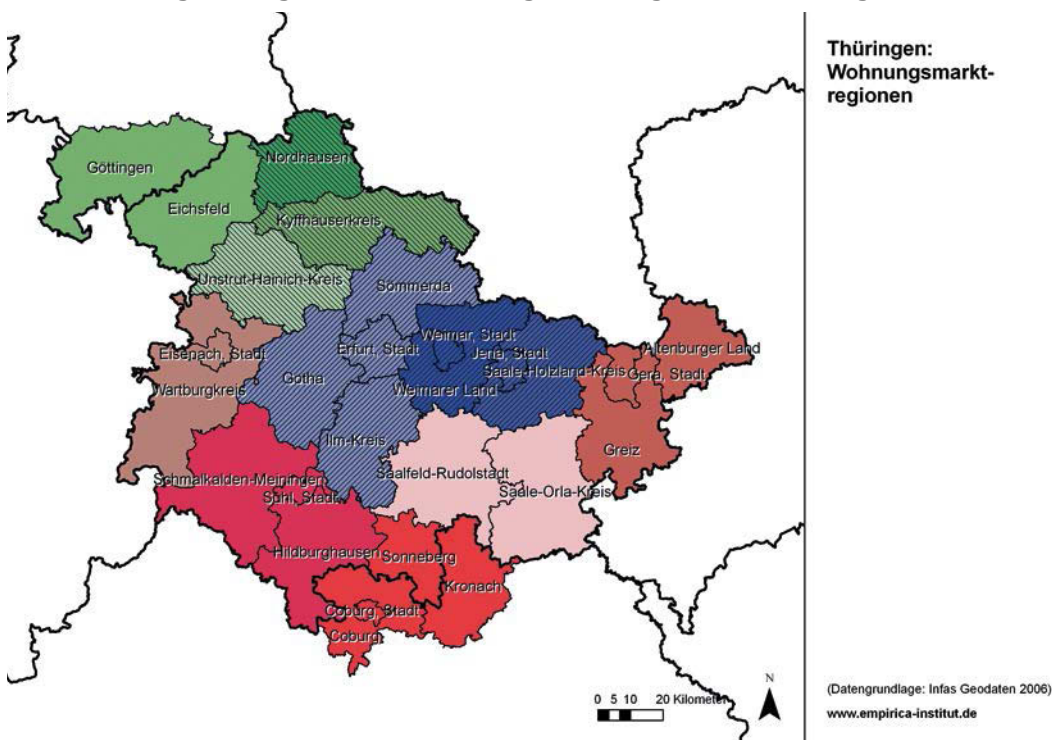 Thüringen:
Wohnungsmarkt-
regionen
Göttingen
Nordhausen
Eichsfeld
Kyffhäuserkreis
Unstrut-Hainich-Kreis
Sömmerda
Weimar, Stadt
Eisenach, Stadt
Erfurt, Stadt
Jena, Stadt
Altenburger Land
Gotha
Saale-Holzland-Kreis
Gera, Stadt
Wartburgkreis
Weimarer Land
Ilm-Kreis
Greiz
Saalfeld-Rudolstadt
Schmalkalden-Meiningen
Saale-Orla-Kreis
Suhl, Stadt
Hildburghausen
Sonneberg
Kronach
Coburg, Stadt
Coburg
N
0 5 10 20 Kilometer
(Datengrundlage: Infas Geodaten 2006)
www.empirica-institut.de